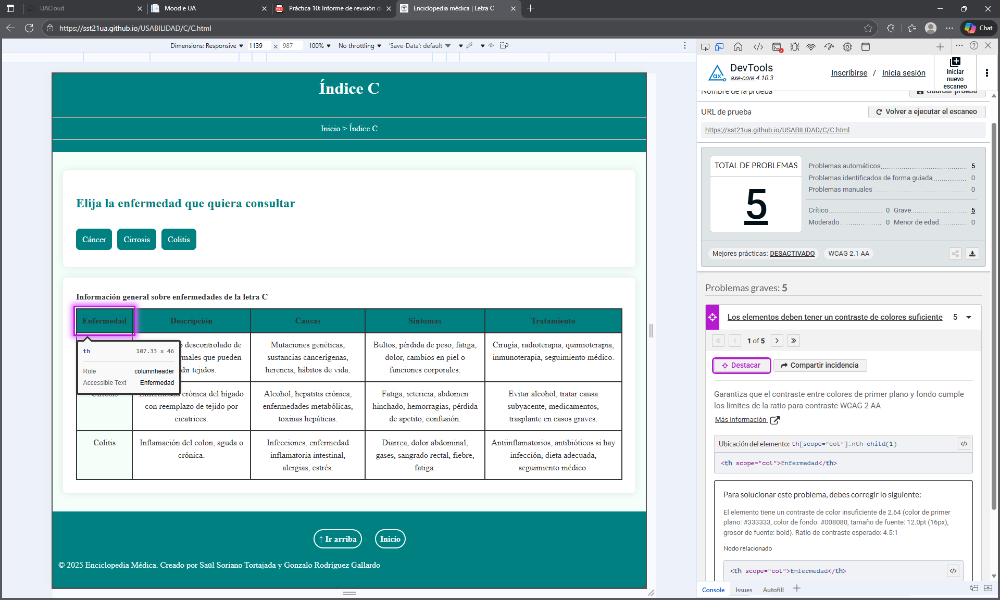 UACloud
Moodle UA
Práctica 10: Informe de revisión d
Enciclopedia médica | Letra C
https://sst21ua.github.io/USABILIDAD/C/C.html
Chat
Dimensions: Responsive
1139 × 987
100%
No throttling
'Save-Data': default
Índice C
Inicio > Índice C
Elija la enfermedad que quiera consultar
Cáncer
Cirrosis
Colitis
Información general sobre enfermedades de la letra C
Enfermedad Descripción Causas Síntomas Tratamiento
descontrolado de
rmales que pueden
dir tejidos.
Mutaciones genéticas,
sustancias cancerígenas,
herencia, hábitos de vida.
Bultos, pérdida de peso, fatiga,
dolor, cambios en piel o
funciones corporales.
Cirugía, radioterapia, quimioterapia,
inmunoterapia, seguimiento médico.
th 107.33 x 46
Role columnheader
Accessible Text Enfermedad
Cirrosis
Enfermedad crónica del hígado
con reemplazo de tejido por
cicatrices.
Alcohol, hepatitis crónica,
enfermedades metabólicas,
toxinas hepáticas.
Fatiga, ictericia, abdomen
hinchado, hemorragias, pérdida
de apetito, confusión.
Evitar alcohol, tratar causa
subyacente, medicamentos,
trasplante en casos graves.
Colitis
Inflamación del colon, aguda o
crónica.
Infecciones, enfermedad
inflamatoria intestinal,
alergias, estrés.
Diarrea, dolor abdominal,
gases, sangrado rectal, fiebre,
fatiga.
Antiinflamatorios, antibióticos si hay
infección, dieta adecuada,
seguimiento médico.
↑ Ir arriba
Inicio
© 2025 Enciclopedia Médica. Creado por Saül Soriano Tortajada y Gonzalo Rodríguez Gallardo
ax
DevTools
axe-core 4.10.3
Inscribirse / Inicia sesión
Iniciar
nuevo
escaneo
Nombre de la prueba
Guardar prueba
URL de prueba
Volver a ejecutar el escaneo
https://sst21ua.github.io/USABILIDAD/C/C.html
TOTAL DE PROBLEMAS
5
Problemas automáticos 5
Problemas identificados de forma guiada 0
Problemas manuales 0
Crítico 0 Grave 5
Moderado 0 Menor de edad 0
Mejores prácticas: DESACTIVADO
WCAG 2.1 AA
Problemas graves: 5
Los elementos deben tener un contraste de colores suficiente 5
1 of 5
Destacar
Compartir incidencia
Garantiza que el contraste entre colores de primer plano y fondo cumple
los límites de la ratio para contraste WCAG 2 AA
Más información
Ubicación del elemento: th[scope="col"]:nth-child(1)
<th scope="col">Enfermedad</th>
Para solucionar este problema, debes corregir lo siguiente:
El elemento tiene un contraste de color insuficiente de 2.64 (color de primer
plano: #333333, color de fondo: #008080, tamaño de fuente: 12.0pt (16px),
grosor de fuente: bold). Ratio de contraste esperado: 4.5:1
Nodo relacionado
<th scope="col">Enfermedad</th>
Console
Issues
Autofill